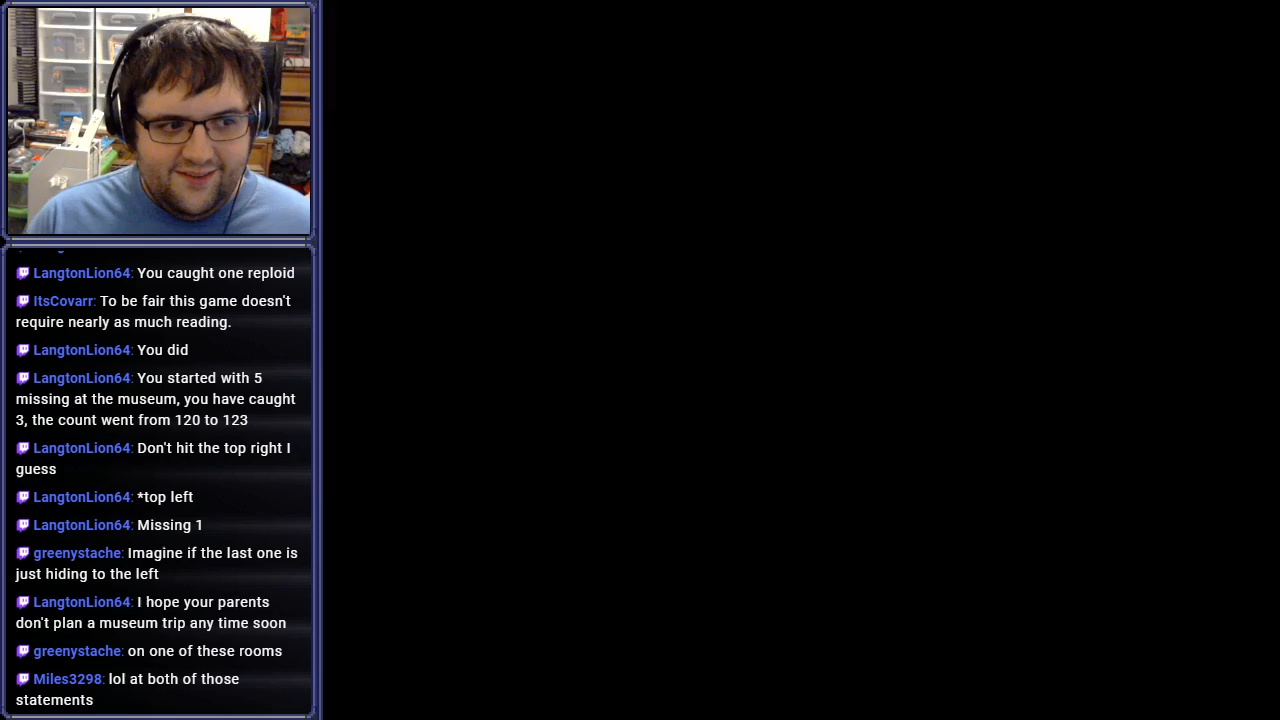 LangtonLion64: You caught one reploid
ItsCovarr: To be fair this game doesn't
require nearly as much reading.
LangtonLion64: You did
LangtonLion64: You started with 5
missing at the museum, you have caught
3, the count went from 120 to 123
LangtonLion64: Don't hit the top right I
guess
LangtonLion64: *top left
LangtonLion64: Missing 1
greenystache: Imagine if the last one is
just hiding to the left
LangtonLion64: I hope your parents
don't plan a museum trip any time soon
greenystache: on one of these rooms
Miles3298: lol at both of those
statements